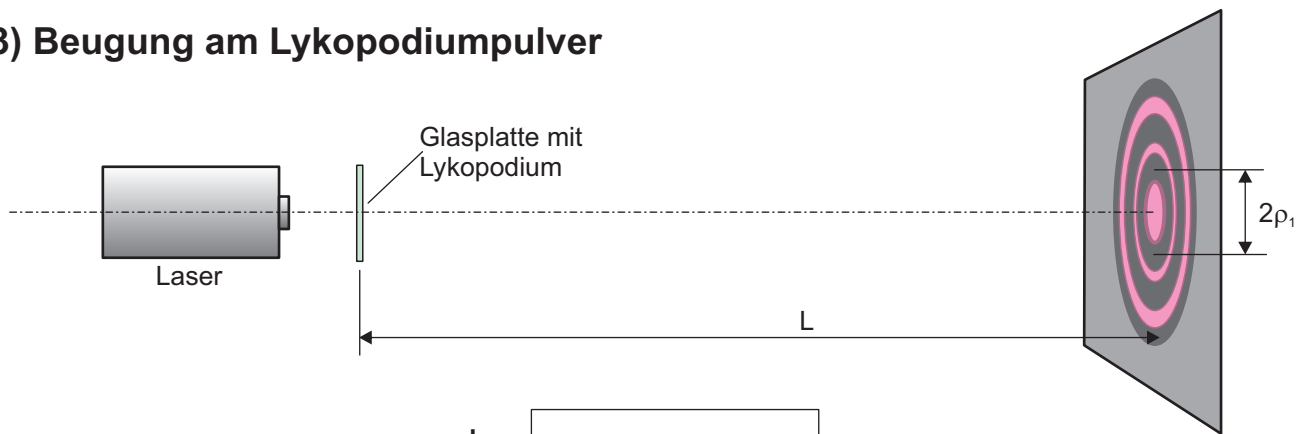 3) Beugung am Lykopodiumpulver
Glasplatte mit
Lykopodium
Laser
2ρ₁
L